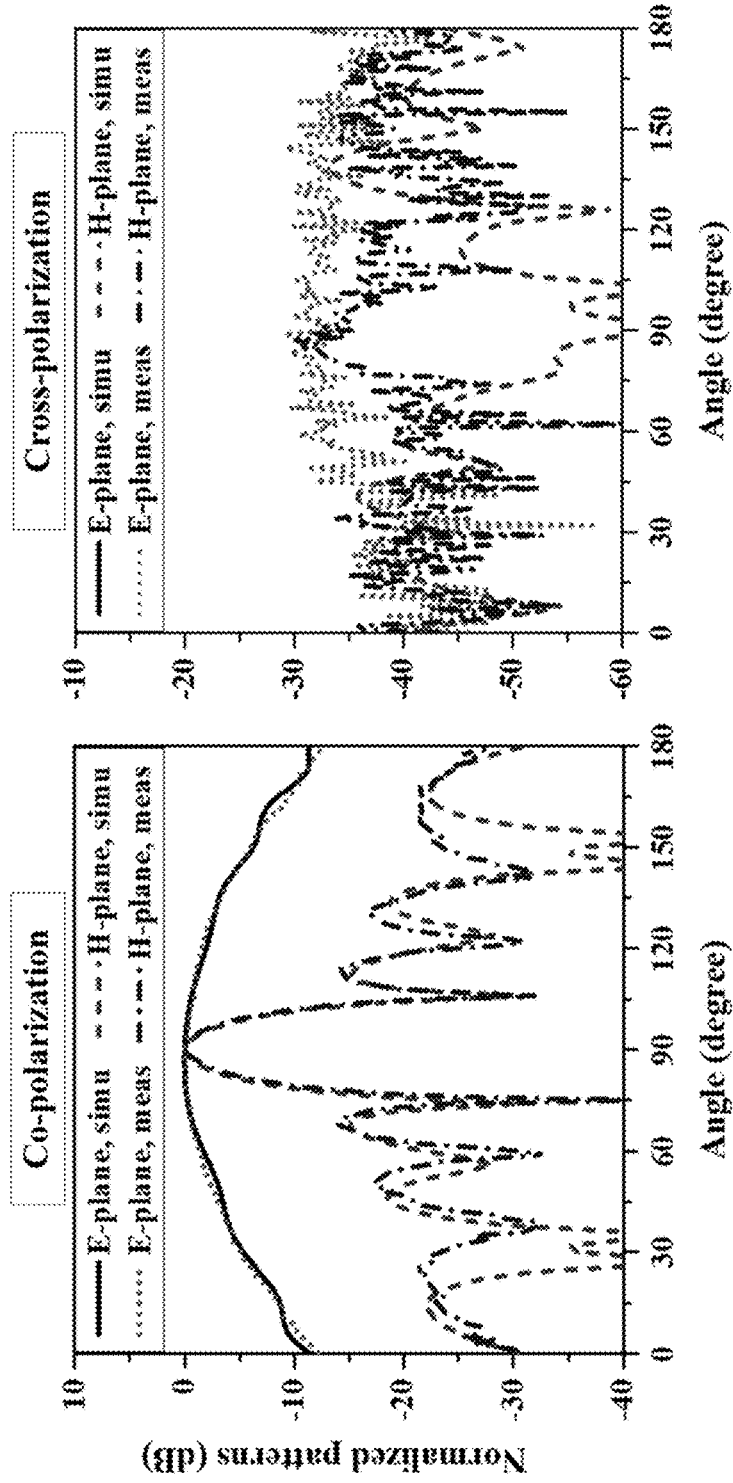 Co-polarization
E-plane, simu
H-plane, simu
E-plane, meas
H-plane, meas
10
0
-10
-20
-30
-40
Normalized patterns (dB)
0
30
60
90
120
150
180
Angle (degree)
Cross-polarization
E-plane, simu
H-plane, simu
E-plane, meas
H-plane, meas
-10
-20
-30
-40
-50
-60
0
30
60
90
120
150
180
Angle (degree)